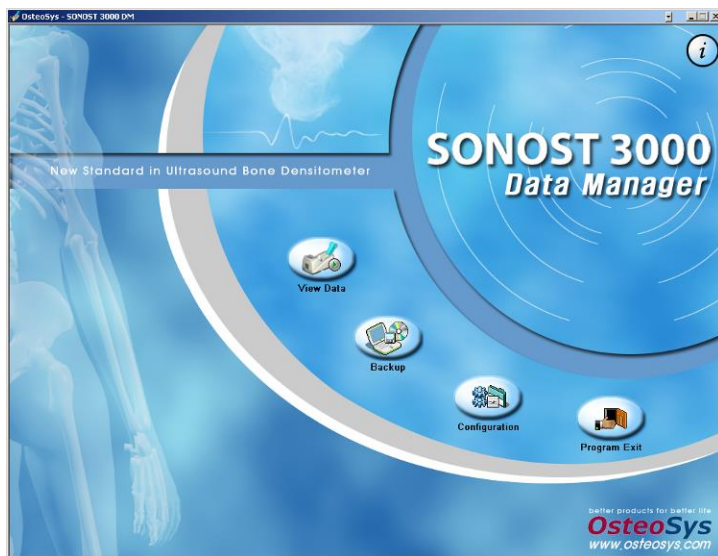 OsteoSys - SONOST 3000 DM
i
SONOST 3000
Data Manager
New Standard in Ultrasound Bone Densitometer
View Data
Backup
Configuration
Program Exit
better products for better life
OsteoSys
www.osteosys.com